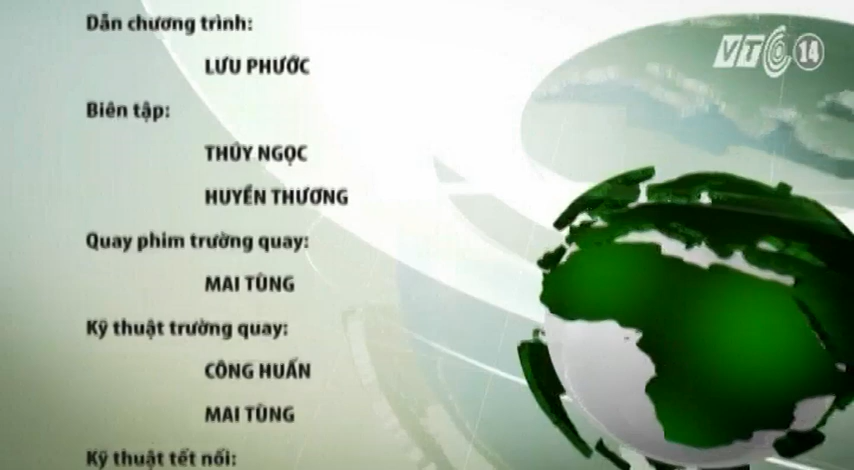 Dẫn chương trình:
LƯU PHƯỚC
VTC 14
Biên tập:
THÚY NGỌC
HUYỀN THƯƠNG
Quay phim trường quay:
MAI TÙNG
Kỹ thuật trường quay:
CÔNG HUẤN
MAI TÙNG
Kỹ thuật tết nối: